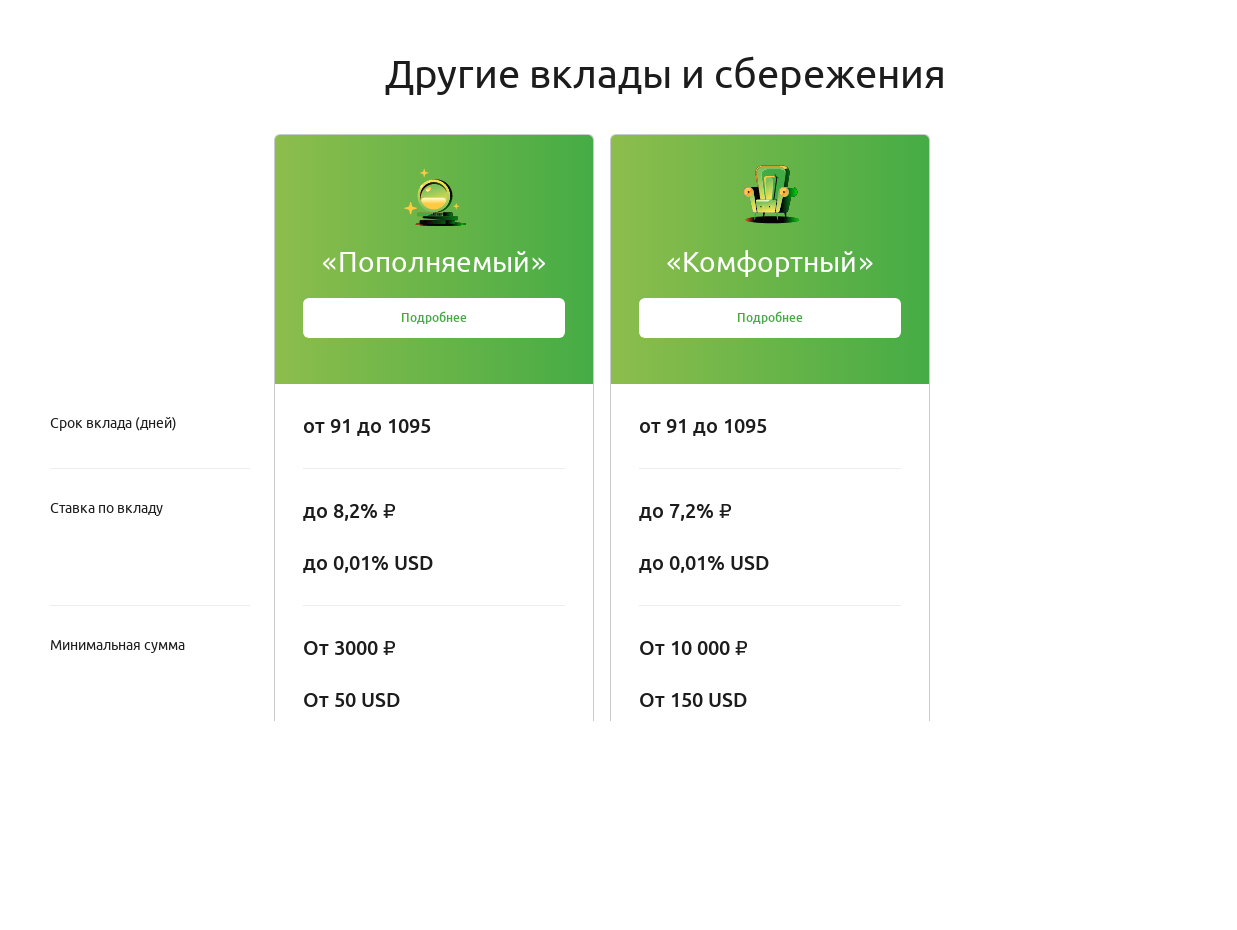 Другие вклады и сбережения
«Пополняемый»
Подробнее
«Комфортный»
Подробнее
Срок вклада (дней)
от 91 до 1095
от 91 до 1095
Ставка по вкладу
до 8,2% ₽
до 7,2% ₽
до 0,01% USD
до 0,01% USD
Минимальная сумма
От 3000 ₽
От 10 000 ₽
От 50 USD
От 150 USD